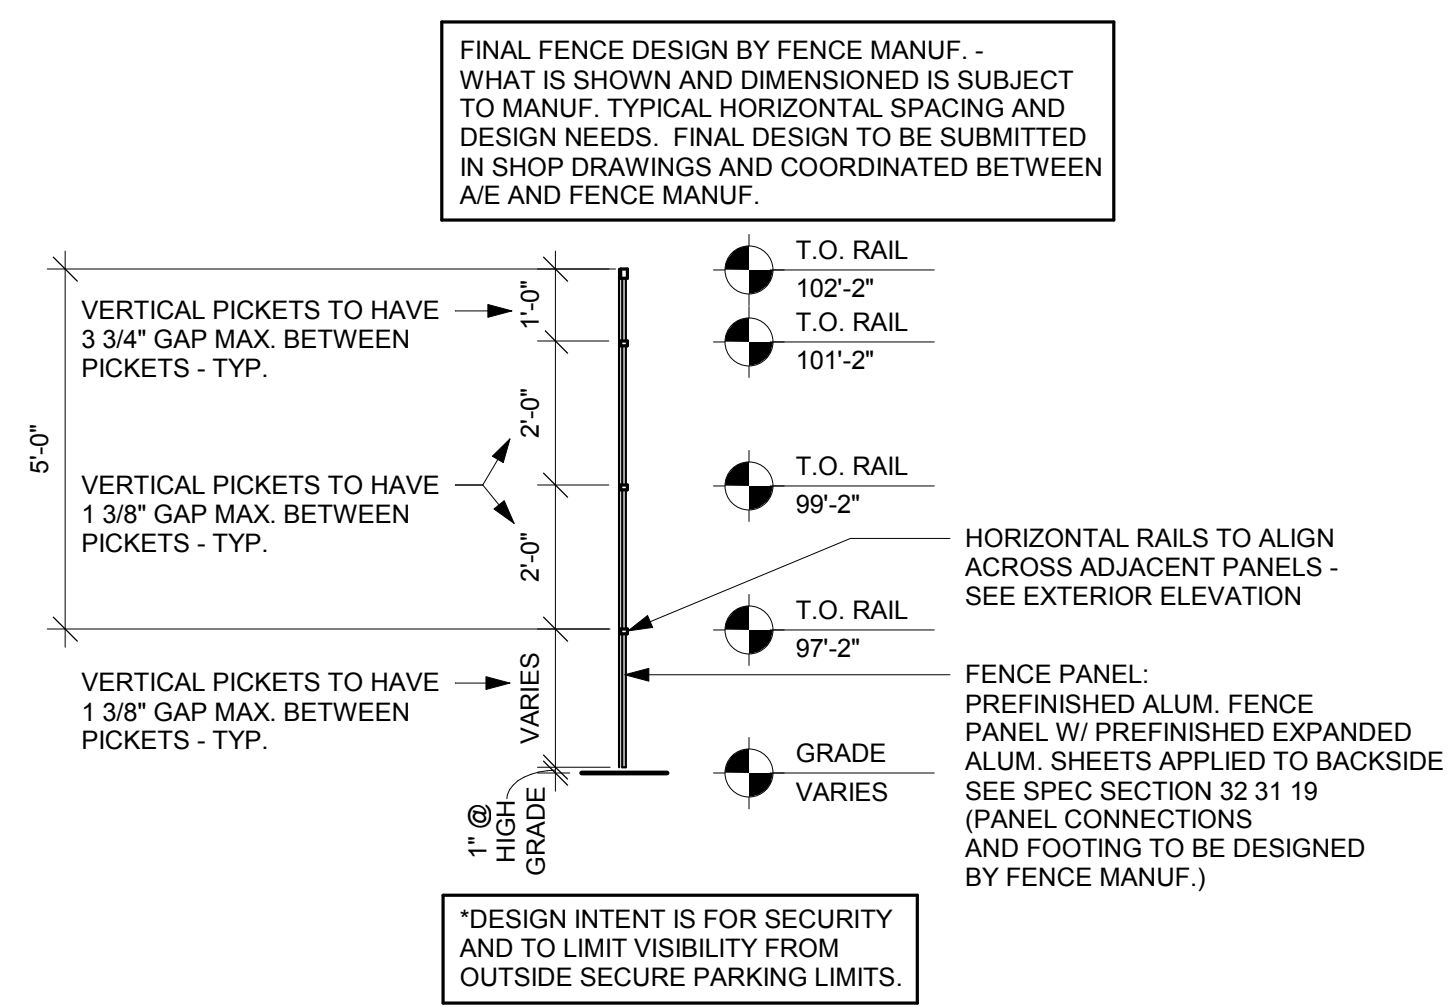 FINAL FENCE DESIGN BY FENCE MANUF. -
WHAT IS SHOWN AND DIMENSIONED IS SUBJECT
TO MANUF. TYPICAL HORIZONTAL SPACING AND
DESIGN NEEDS. FINAL DESIGN TO BE SUBMITTED
IN SHOP DRAWINGS AND COORDINATED BETWEEN
A/E AND FENCE MANUF.
5'-0"
VERTICAL PICKETS TO HAVE
3 3/4" GAP MAX. BETWEEN
PICKETS - TYP.
VERTICAL PICKETS TO HAVE
1 3/8" GAP MAX. BETWEEN
PICKETS - TYP.
VERTICAL PICKETS TO HAVE
1 3/8" GAP MAX. BETWEEN
PICKETS - TYP.
1'-0"
2'-0"
2'-0"
VARIES
1" @
HIGH
GRADE
T.O. RAIL
102'-2"
T.O. RAIL
101'-2"
T.O. RAIL
99'-2"
T.O. RAIL
97'-2"
GRADE
VARIES
HORIZONTAL RAILS TO ALIGN
ACROSS ADJACENT PANELS -
SEE EXTERIOR ELEVATION
FENCE PANEL:
PREFINISHED ALUM. FENCE
PANEL W/ PREFINISHED EXPANDED
ALUM. SHEETS APPLIED TO BACKSIDE
SEE SPEC SECTION 32 31 19
(PANEL CONNECTIONS
AND FOOTING TO BE DESIGNED
BY FENCE MANUF.)
*DESIGN INTENT IS FOR SECURITY
AND TO LIMIT VISIBILITY FROM
OUTSIDE SECURE PARKING LIMITS.